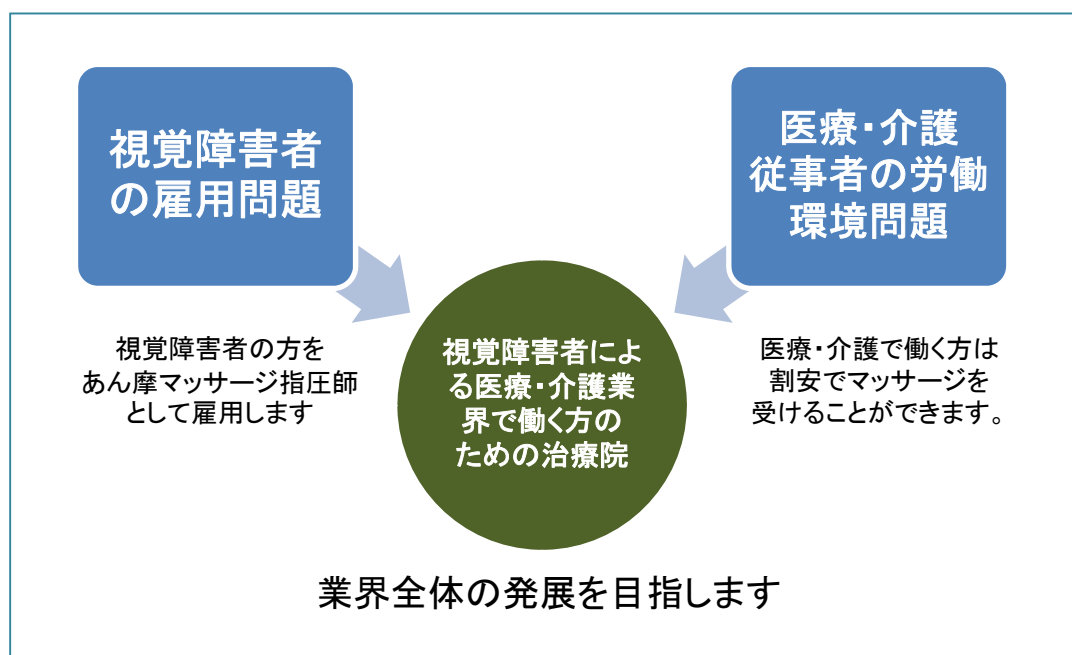 視覚障害者
の雇用問題
医療・介護
従事者の労働
環境問題
視覚障害者の方を
あん摩マッサージ指圧師
として雇用します
視覚障害者によ
る医療・介護業
界で働く方の
ための治療院
医療・介護で働く方は
割安でマッサージを
受けることができます。
業界全体の発展を目指します